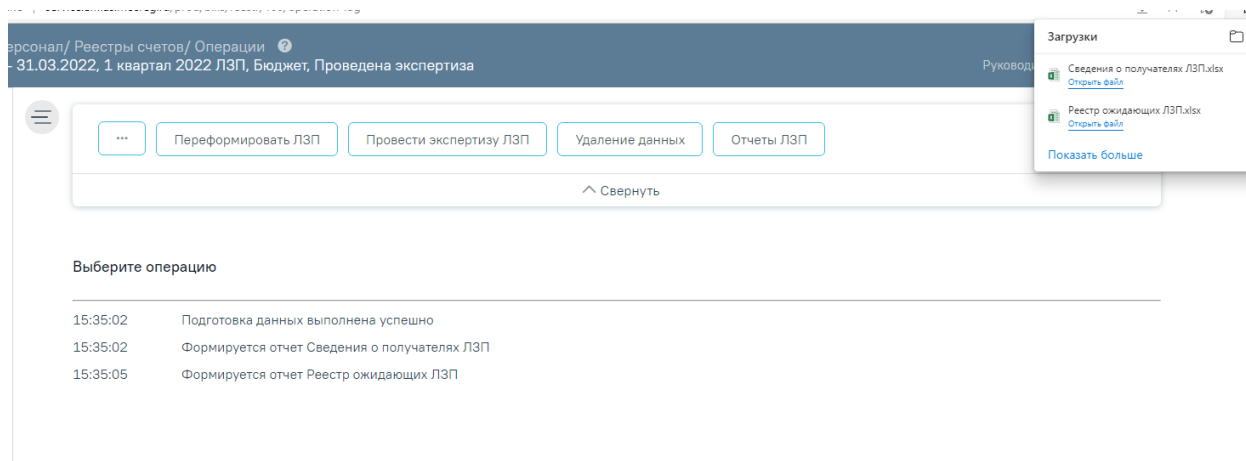 Загрузки
ерсонал/ Реестры счетов/ Операции ?
- 31.03.2022, 1 квартал 2022 ЛЗП, Бюджет, Проведена экспертиза
Руковод
Сведения о получателях ЛЗП.xlsx
Открыть файл
Реестр ожидающих ЛЗП.xlsx
Открыть файл
Показать больше
... Переформировать ЛЗП Провести экспертизу ЛЗП Удаление данных Отчеты ЛЗП
Свернуть
Выберите операцию
15:35:02 Подготовка данных выполнена успешно
15:35:02 Формируется отчет Сведения о получателях ЛЗП
15:35:05 Формируется отчет Реестр ожидающих ЛЗП